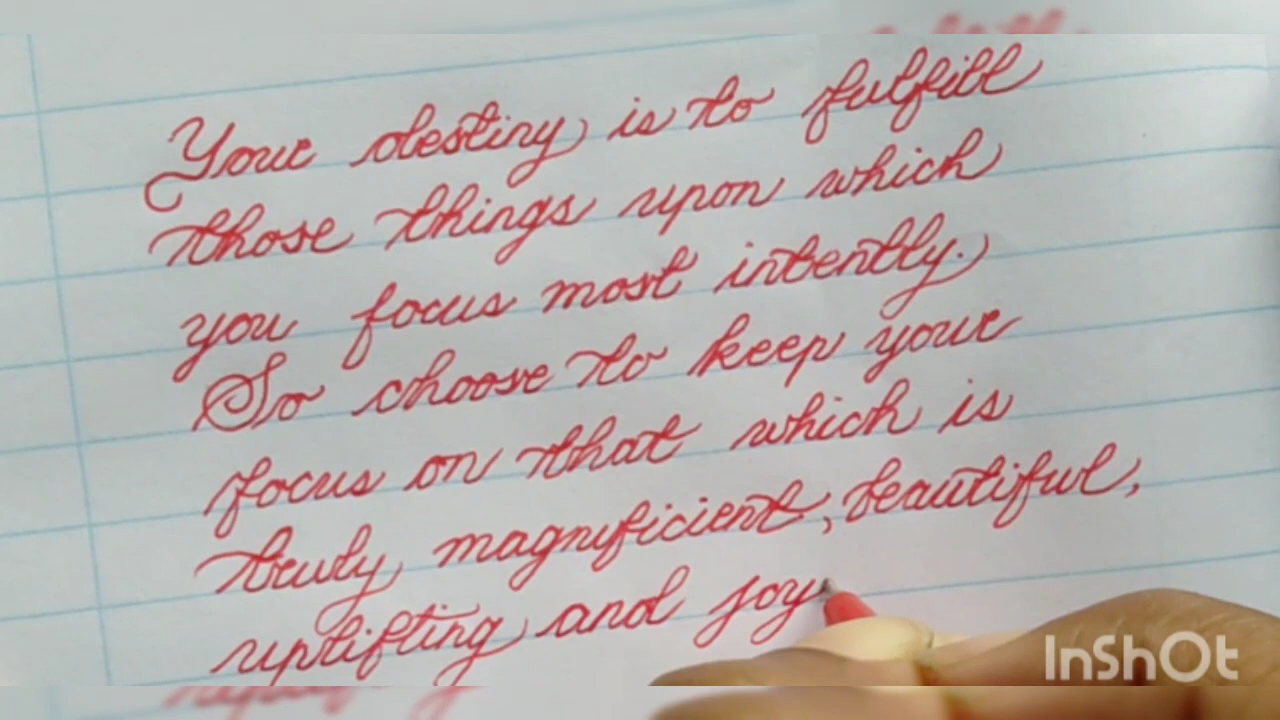 Your destiny is to fulfill
those things upon which
you focus most intently.
So choose to keep your
focus on that which is
truly magnificient, beautiful,
uplifting and joy
InShOt